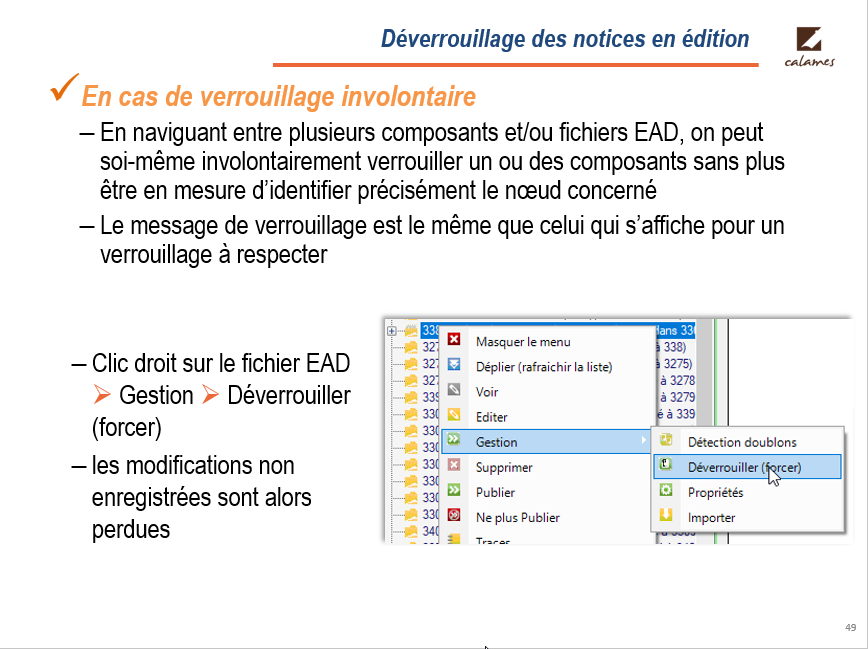 Déverrouillage des notices en édition
calames
En cas de verrouillage involontaire
– En naviguant entre plusieurs composants et/ou fichiers EAD, on peut
soi-même involontairement verrouiller un ou des composants sans plus
être en mesure d’identifier précisément le nœud concerné
– Le message de verrouillage est le même que celui qui s’affiche pour un
verrouillage à respecter
– Clic droit sur le fichier EAD
Gestion Déverrouiller
(forcer)
– les modifications non
enregistrées sont alors
perdues
Masquer le menu
Déplier (rafraichir la liste)
Voir
Editer
Gestion
Supprimer
Publier
Ne plus Publier
Traces
338
327
327
327
339
330
330
330
330
330
330
330
340
dans 330
à 338)
à 3275)
à 3278
à 3279
é à 339
Détection doublons
Déverrouiller (forcer)
Propriétés
Importer
49